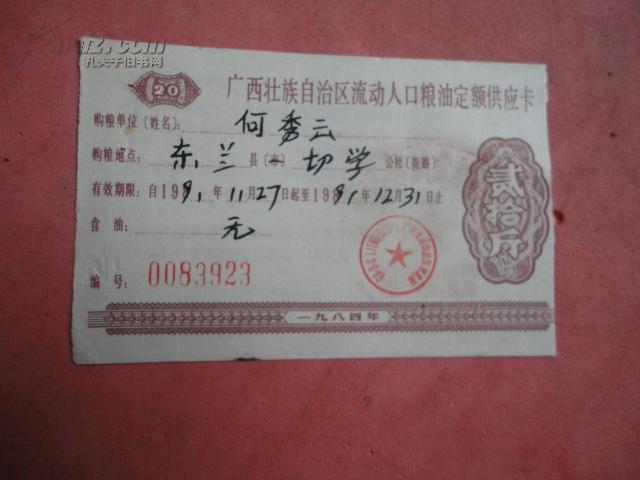 孔夫子旧书网
20
广西壮族自治区流动人口粮油定额供应卡
购粮单位(姓名): 何秀云
购粮地点: 东兰 县(市) 切学 公社(街路):
有效期限: 自1991年11月27日起至1991年12月31日止
食油: 无
编号: 0083923
贰拾斤
一九八四年